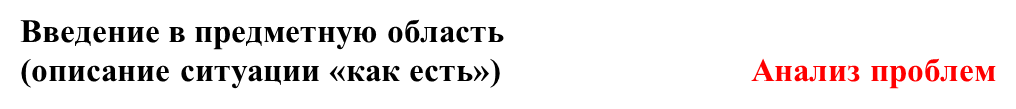 Введение в предметную область
(описание ситуации «как есть») Анализ проблем